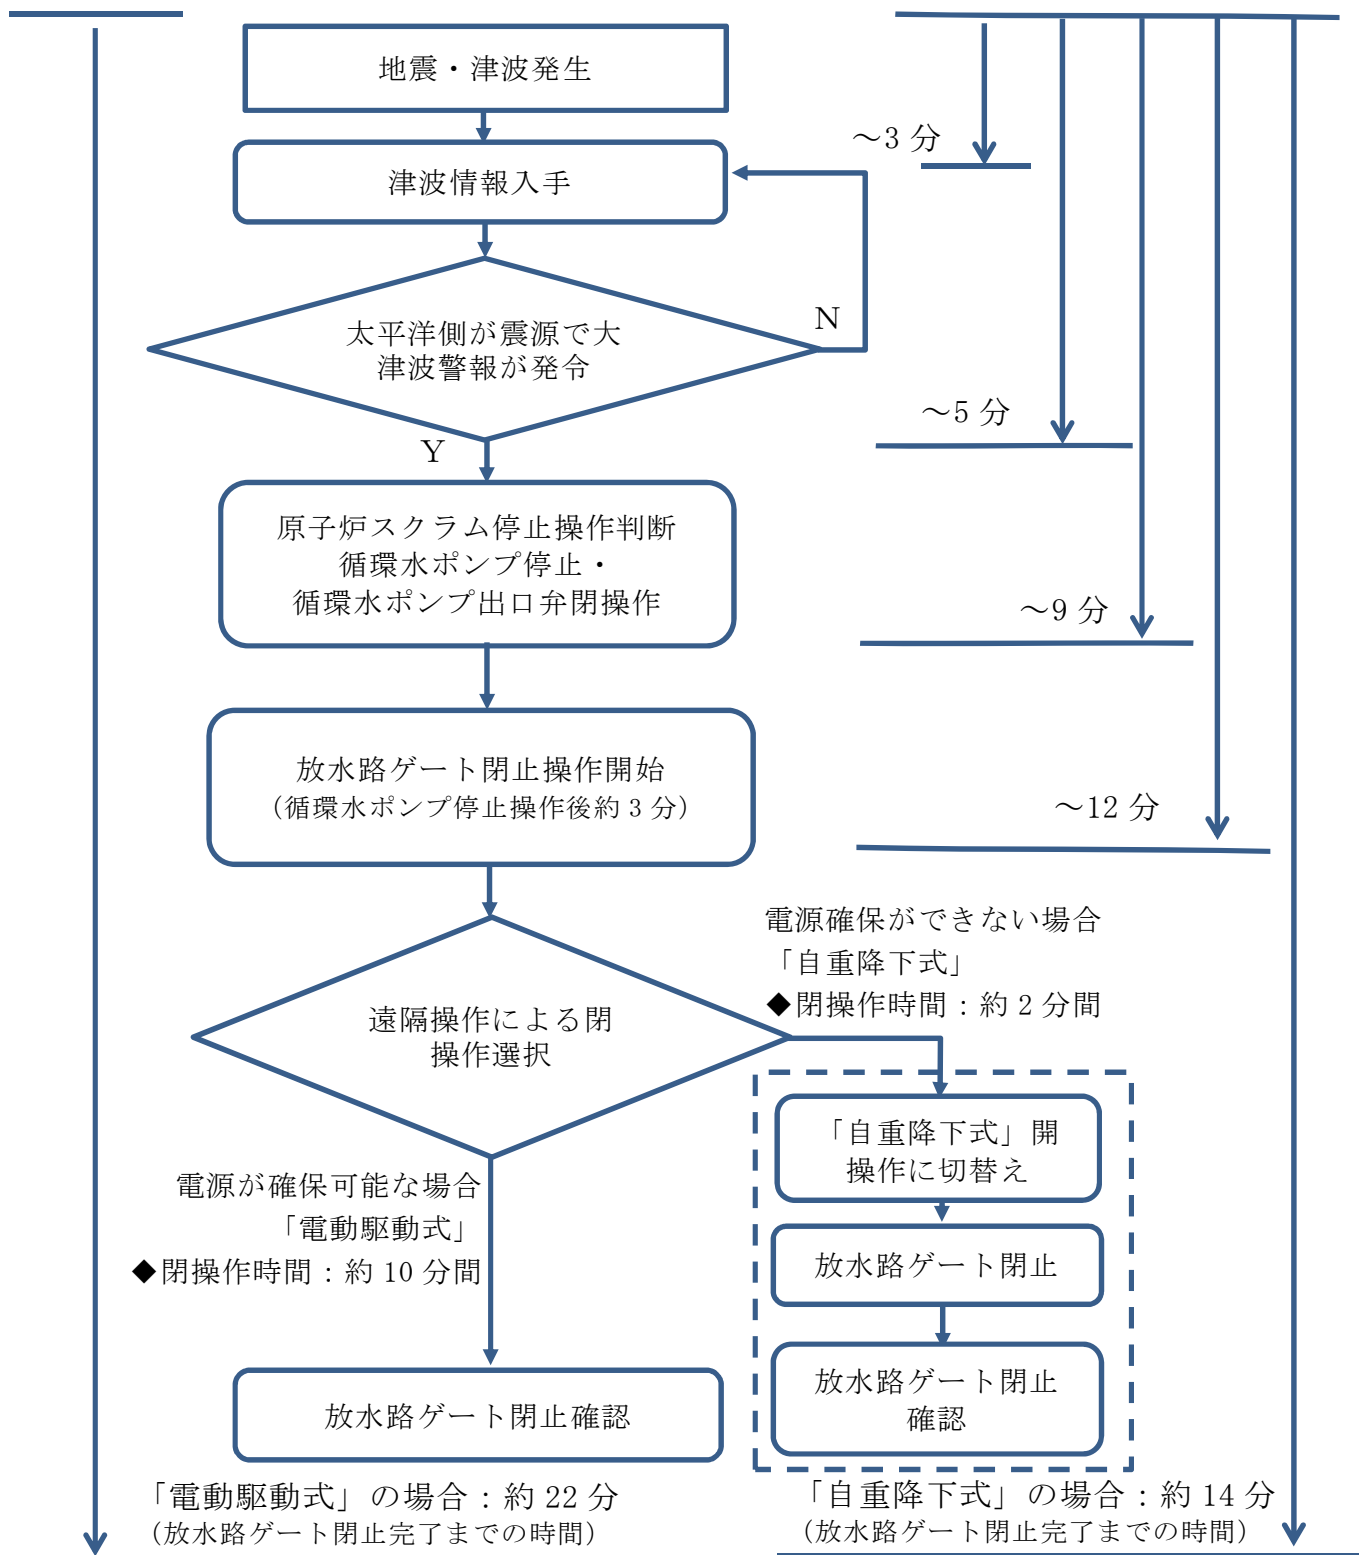 地震・津波発生
～3 分
津波情報入手
N
太平洋側が震源で大
津波警報が発令
～5 分
Y
原子炉スクラム停止操作判断
循環水ポンプ停止・
循環水ポンプ出口弁閉操作
～9 分
放水路ゲート閉止操作開始
（循環水ポンプ停止操作後約 3 分）
～12 分
電源確保ができない場合
「自重降下式」
◆閉操作時間：約 2 分間
遠隔操作による閉
操作選択
「自重降下式」開
操作に切替え
電源が確保可能な場合
「電動駆動式」
◆閉操作時間：約 10 分間
放水路ゲート閉止
放水路ゲート閉止
確認
放水路ゲート閉止確認
「電動駆動式」の場合：約 22 分
（放水路ゲート閉止完了までの時間）
「自重降下式」の場合：約 14 分
（放水路ゲート閉止完了までの時間）